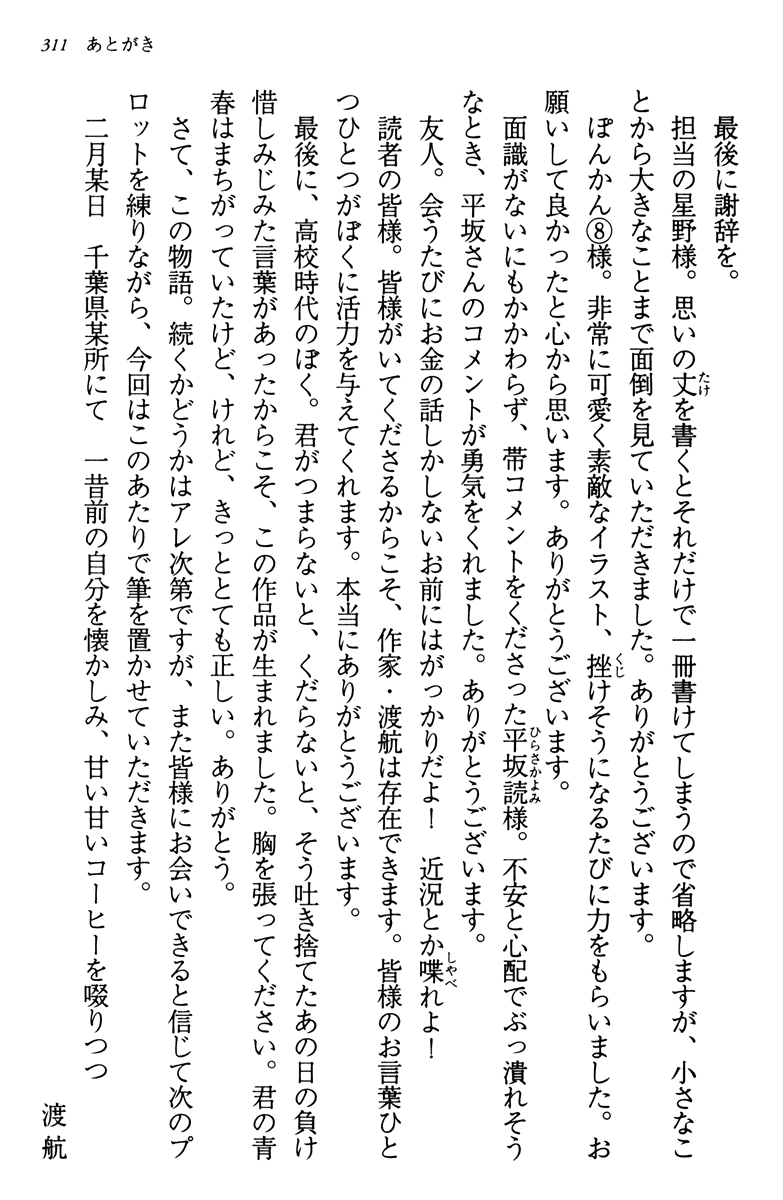 311 あとがき
最後に謝辞を。
担当の星野様。思いの丈を書くとそれだけで一冊書けてしまうので省略しますが、小さなこ
とから大きなことまで面倒を見ていただきました。ありがとうございます。
ぽんかん⑧様。非常に可愛く素敵なイラスト、挫けそうになるたびに力をもらいました。お
願いして良かったと心から思います。ありがとうございます。
面識がないにもかかわらず、帯コメントをくださった平坂読様。不安と心配でぶっ潰れそう
なとき、平坂さんのコメントが勇気をくれました。ありがとうございます。
友人。会うたびにお金の話しかしないお前にはがっかりだよ！　近況とか喋れよ！
読者の皆様。皆様がいてくださるからこそ、作家・渡航は存在できます。皆様のお言葉ひと
つひとつがぼくに活力を与えてくれます。本当にありがとうございます。
最後に、高校時代のぼく。君がつまらないと、くだらないと、そう吐き捨てたあの日の負け
惜しみじみた言葉があったからこそ、この作品が生まれました。胸を張ってください。君の青
春はまちがっていたけど、けれど、きっととても正しい。ありがとう。
さて、この物語。続くかどうかはアレ次第ですが、また皆様にお会いできると信じて次のプ
ロットを練りながら、今回はこのあたりで筆を置かせていただきます。
二月某日　千葉県某所にて　一昔前の自分を懐かしみ、甘い甘いコーヒーを啜りつつ
渡航